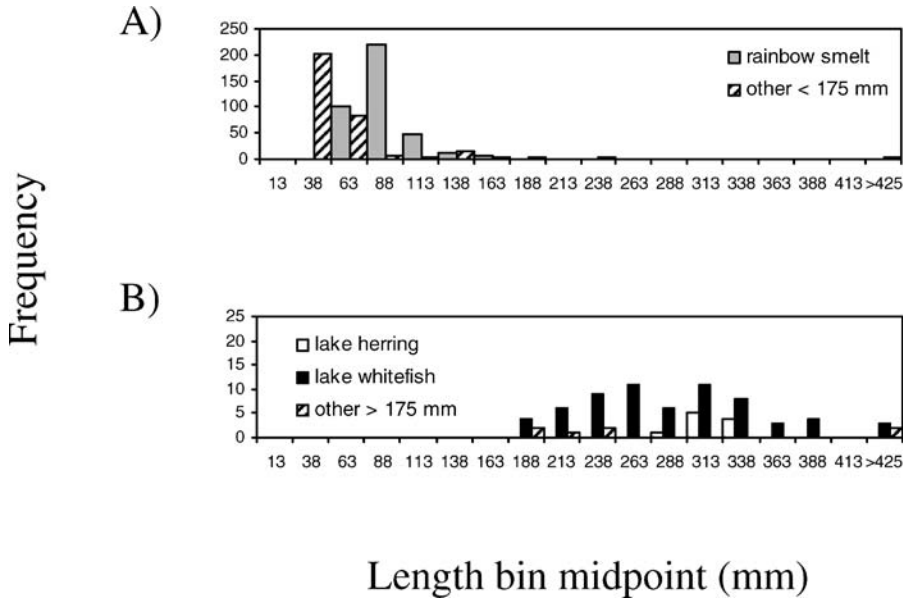 A)
250
200
150
100
50
0
rainbow smelt
other < 175 mm
13 38 63 88 113 138 163 188 213 238 263 288 313 338 363 388 413 >425
Frequency
B)
25
20
15
10
5
0
lake herring
lake whitefish
other > 175 mm
13 38 63 88 113 138 163 188 213 238 263 288 313 338 363 388 413 >425
Length bin midpoint (mm)